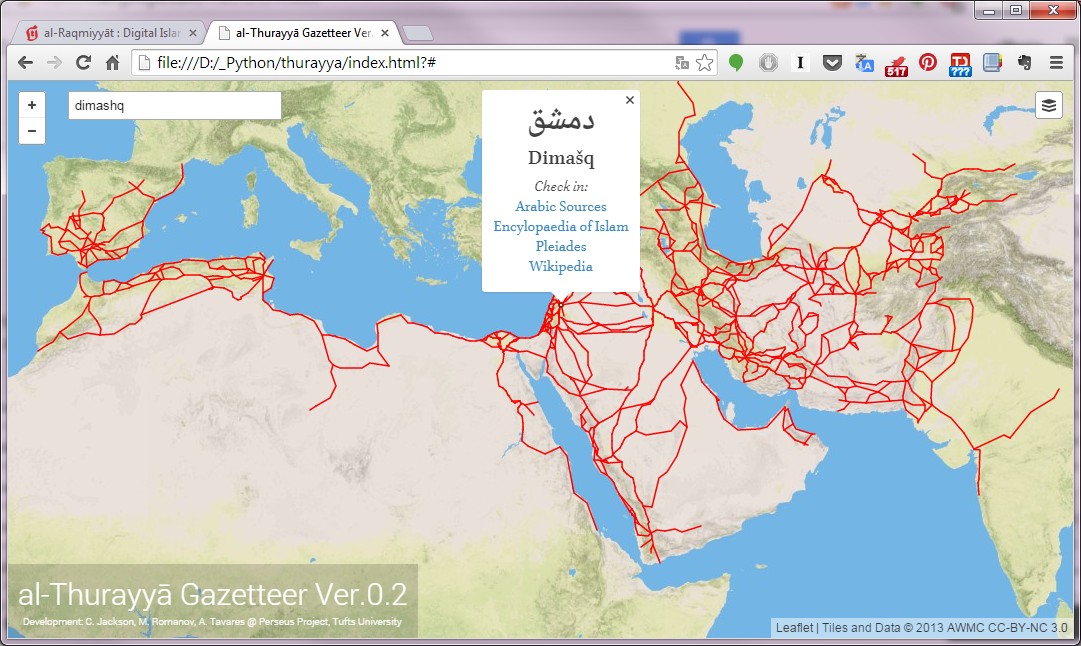 al-Raqmiyyāt : Digital Islam
al-Thurayyā Gazetteer Ver.
file:///D:/_Python/thurayya/index.html?#
517
???
+
−
dimashq
دمشق
Dimašq
Check in:
Arabic Sources
Encylopaedia of Islam
Pleiades
Wikipedia
al-Thurayyā Gazetteer Ver.0.2
Development: C. Jackson, M. Romanov, A. Tavares @ Perseus Project, Tufts University
Leaflet | Tiles and Data © 2013 AWMC CC-BY-NC 3.0